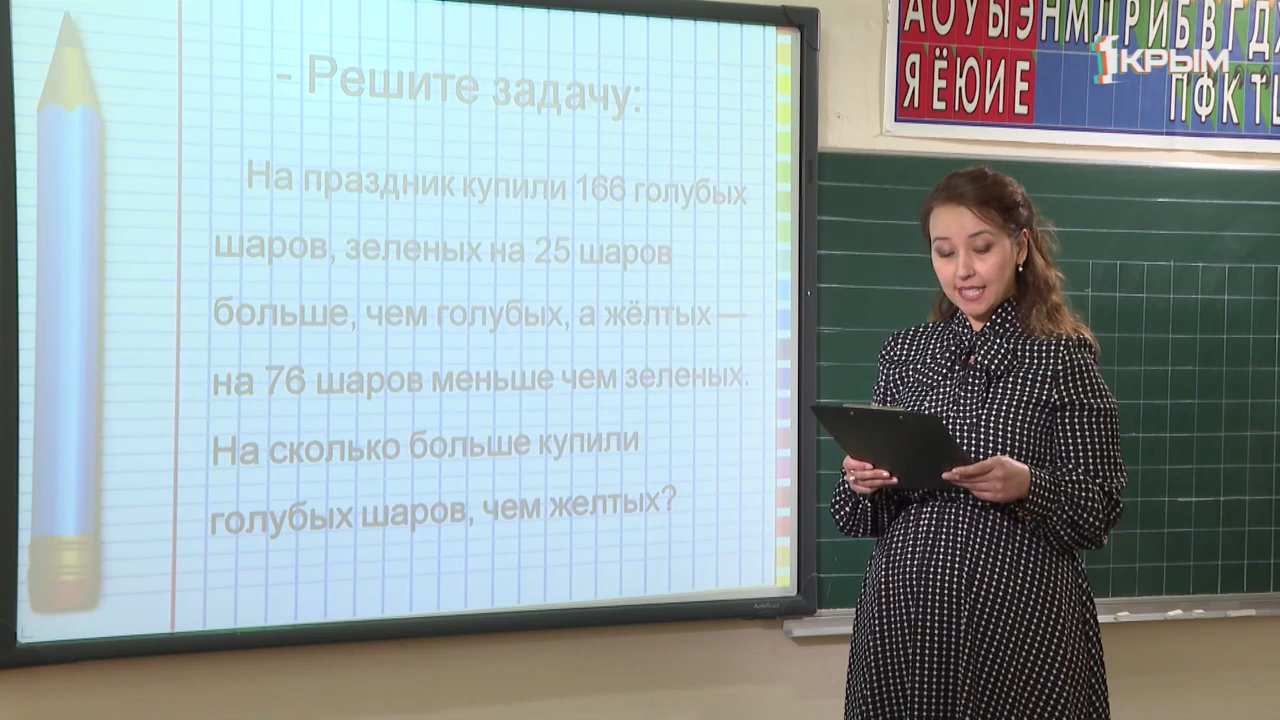 - Решите задачу:
На праздник купили 166 голубых
шаров, зеленых на 25 шаров
больше, чем голубых, а жёлтых —
на 76 шаров меньше чем зеленых.
На сколько больше купили
голубых шаров, чем желтых?
АОУЫЭНМЛРЙБВГД
ЯЁЮИЕ ПФКТ
1КРЫМ